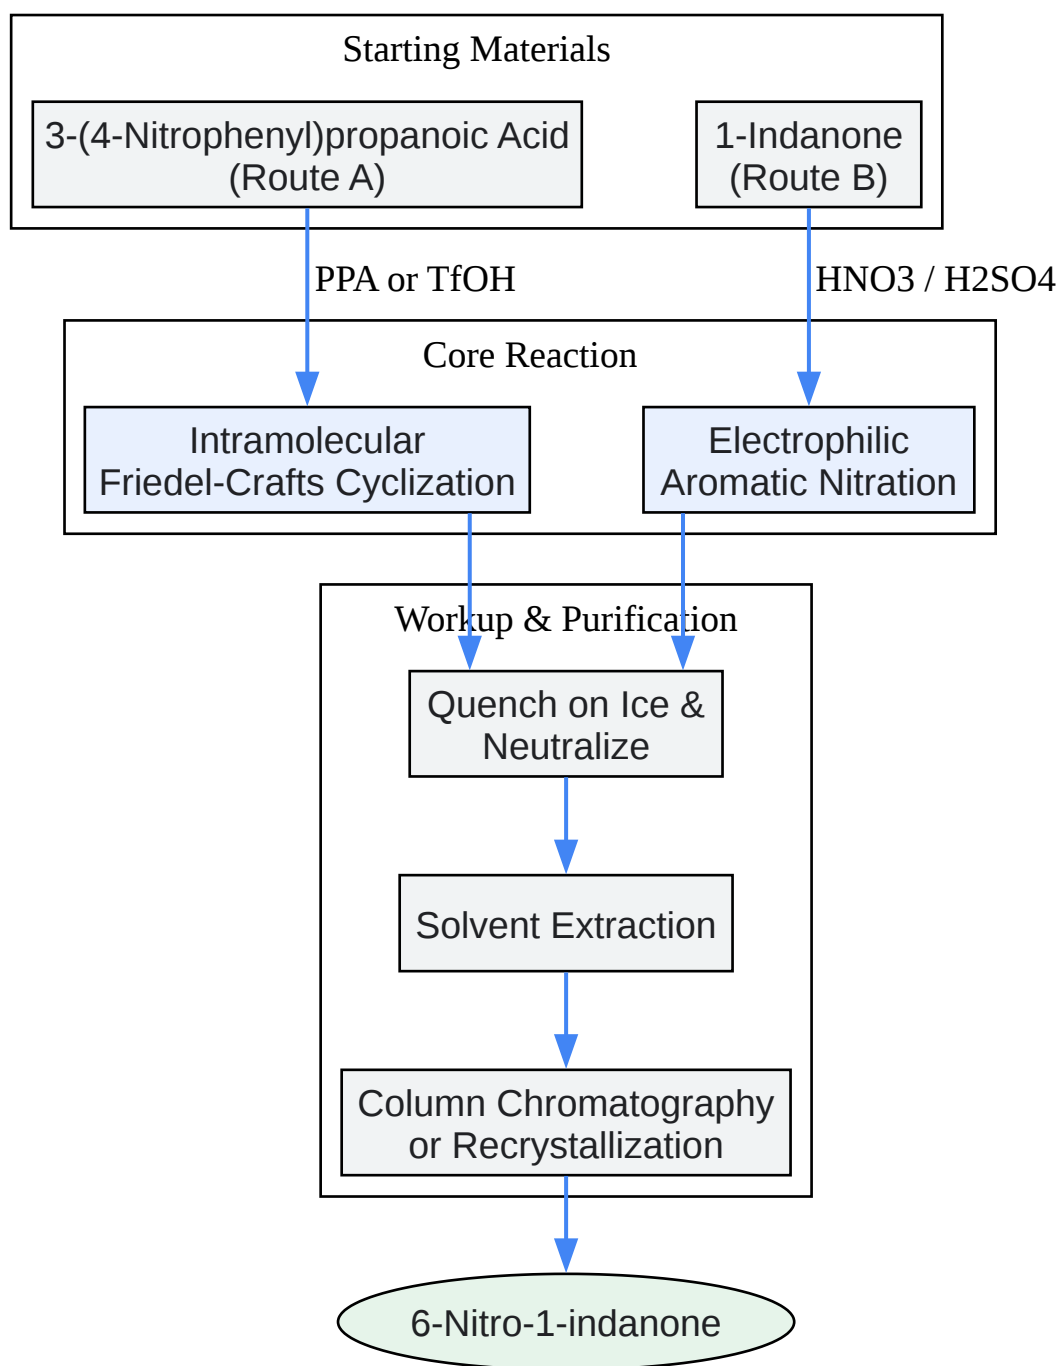 Starting Materials
3-(4-Nitrophenyl)propanoic Acid
(Route A)
1-Indanone
(Route B)
PPA or TfOH
HNO3 / H2SO4
Core Reaction
Intramolecular
Friedel-Crafts Cyclization
Electrophilic
Aromatic Nitration
Workup & Purification
Quench on Ice &
Neutralize
Solvent Extraction
Column Chromatography
or Recrystallization
6-Nitro-1-indanone